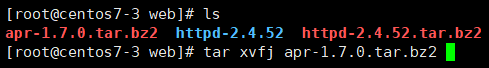 [root@centos7-3 web]# ls
apr-1.7.0.tar.bz2  httpd-2.4.52  httpd-2.4.52.tar.bz2
[root@centos7-3 web]# tar xvfj apr-1.7.0.tar.bz2